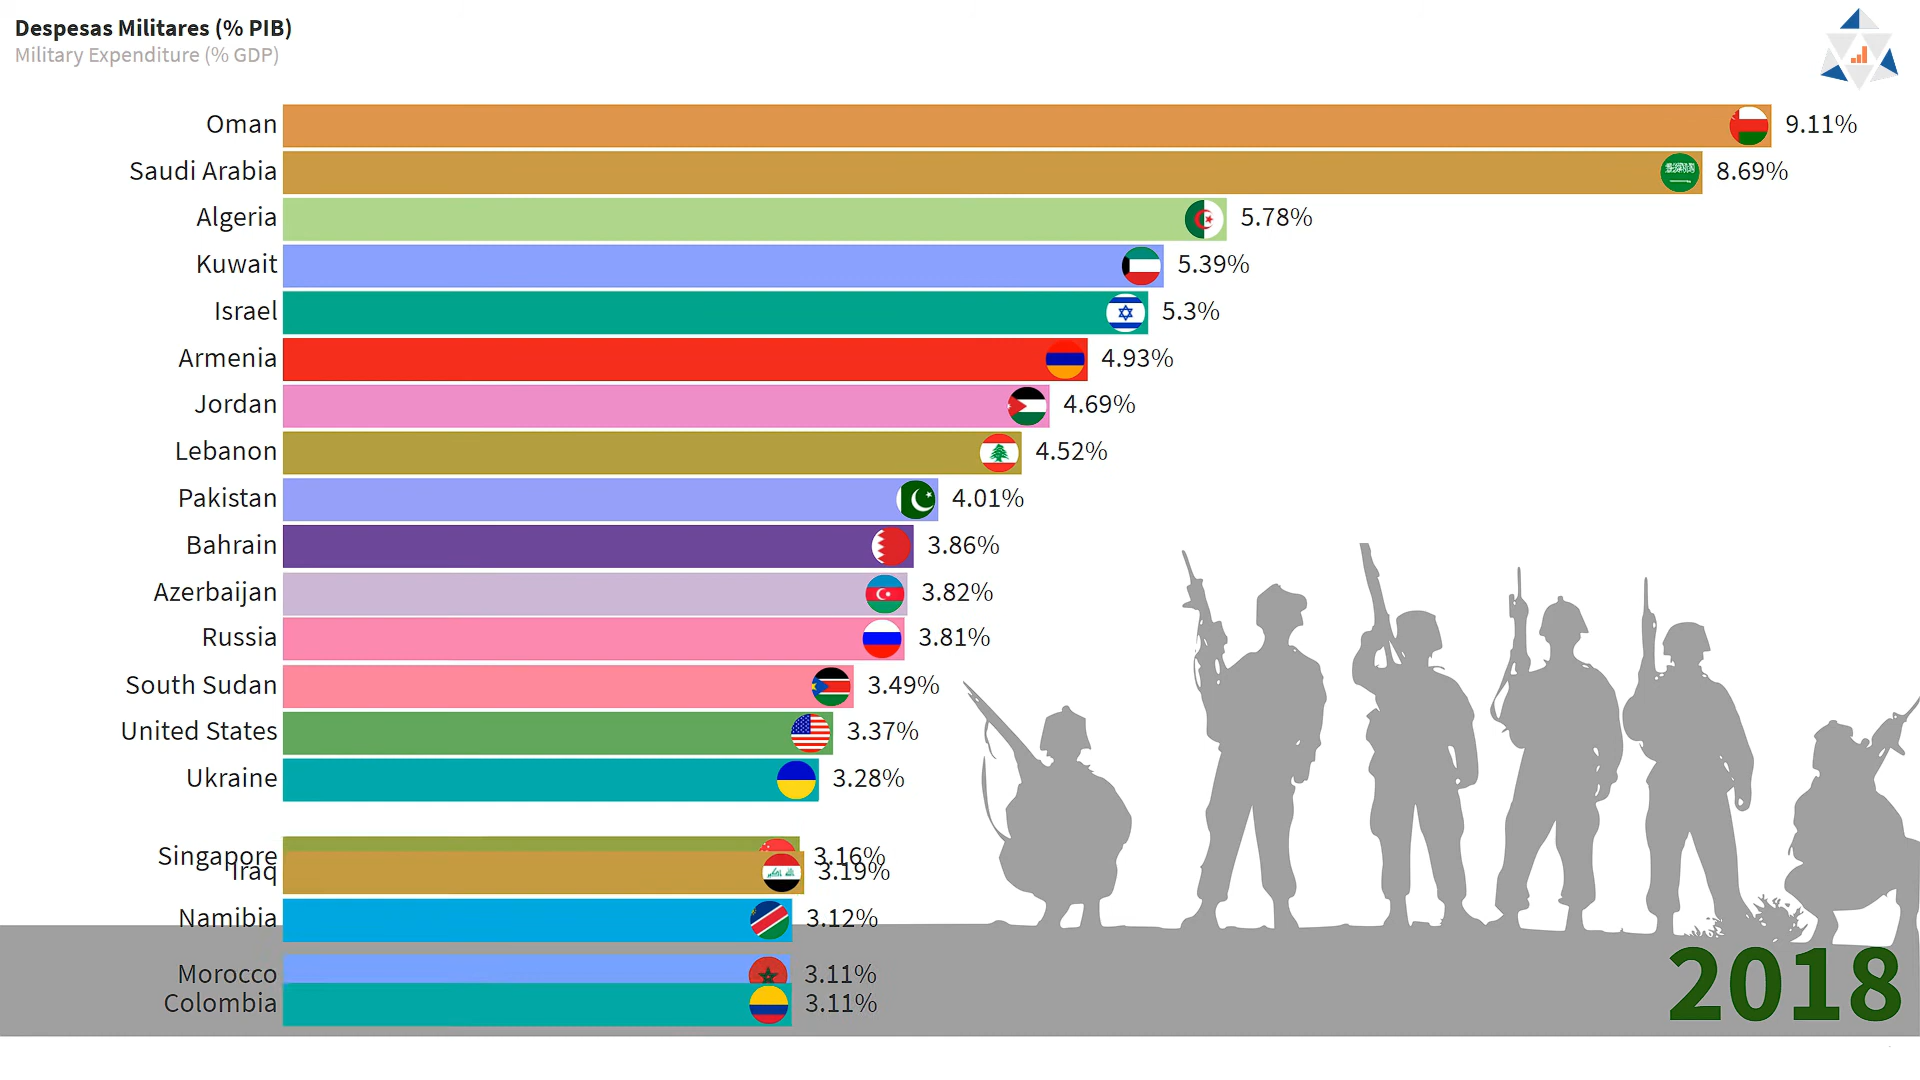 Despesas Militares (% PIB)
Military Expenditure (% GDP)
Oman 9.11%
Saudi Arabia 8.69%
Algeria 5.78%
Kuwait 5.39%
Israel 5.3%
Armenia 4.93%
Jordan 4.69%
Lebanon 4.52%
Pakistan 4.01%
Bahrain 3.86%
Azerbaijan 3.82%
Russia 3.81%
South Sudan 3.49%
United States 3.37%
Ukraine 3.28%
Singapore 3.16%
Iraq 3.19%
Namibia 3.12%
Morocco 3.11%
Colombia 3.11%
2018